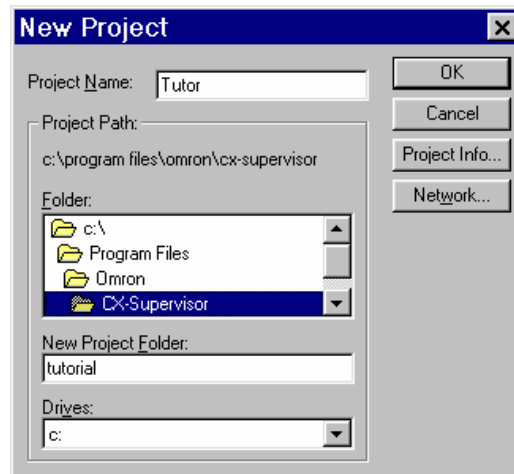 New Project
Project Name: Tutor
OK
Cancel
Project Info...
Network...
Project Path:
c:\program files\omron\cx-supervisor
Folder:
c:\
Program Files
Omron
CX-Supervisor
New Project Folder:
tutorial
Drives:
c: